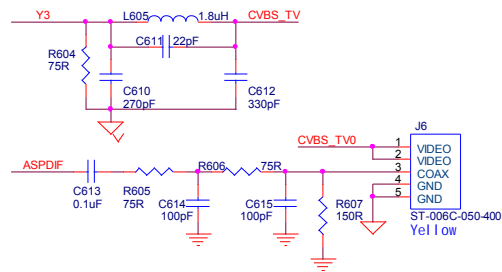 Y3 L605 1.8uH CVBS_TV
C611 22pF
R604
75R
C610
270pF
C612
330pF
J6
CVBS_TV0
1 VIDEO
2 VIDEO
3 COAX
4 GND
5 GND
ASPDIF R606 75R
C613
0.1uF
R605
75R
C614
100pF
C615
100pF
R607
150R
ST-006C-050-400
Yellow